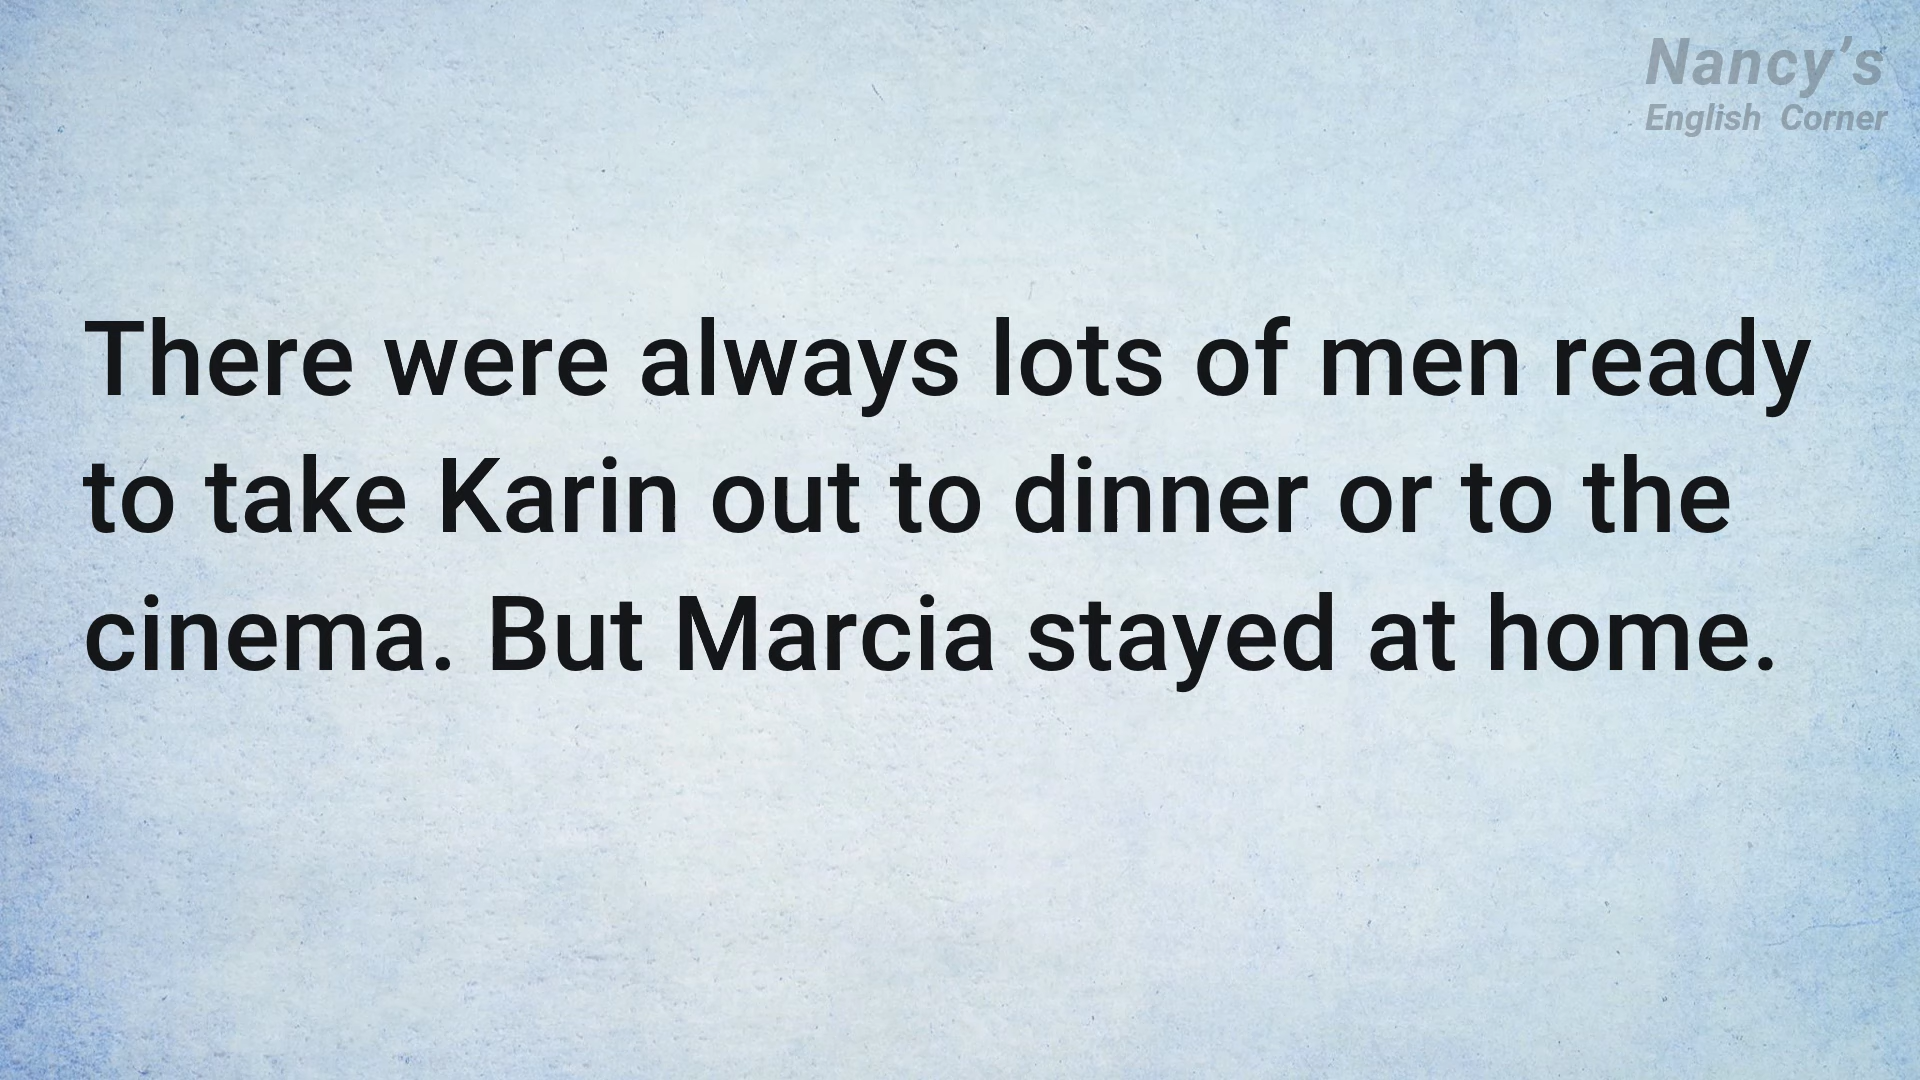 Nancy’s
English Corner
There were always lots of men ready
to take Karin out to dinner or to the
cinema. But Marcia stayed at home.